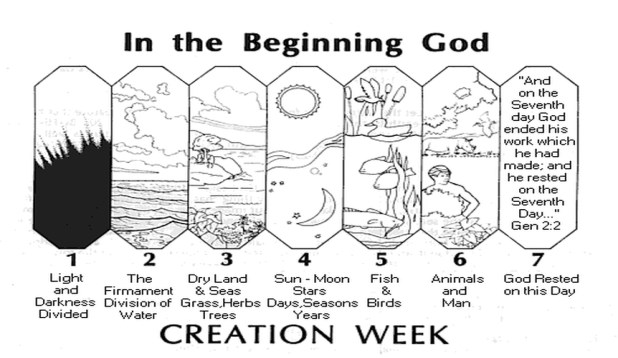 In the Beginning God
"And
on the
Seventh
day God
ended his
work which
he had
made; and
he rested
on the
Seventh
Day..."
Gen 2:2
1
Light
and
Darkness
Divided
2
The
Firmament
Division of
Water
3
Dry Land
& Seas
Grass,Herbs
Trees
4
Sun - Moon
Stars
Days,Seasons
Years
5
Fish
&
Birds
6
Animals
and
Man
7
God Rested
on this Day
CREATION WEEK